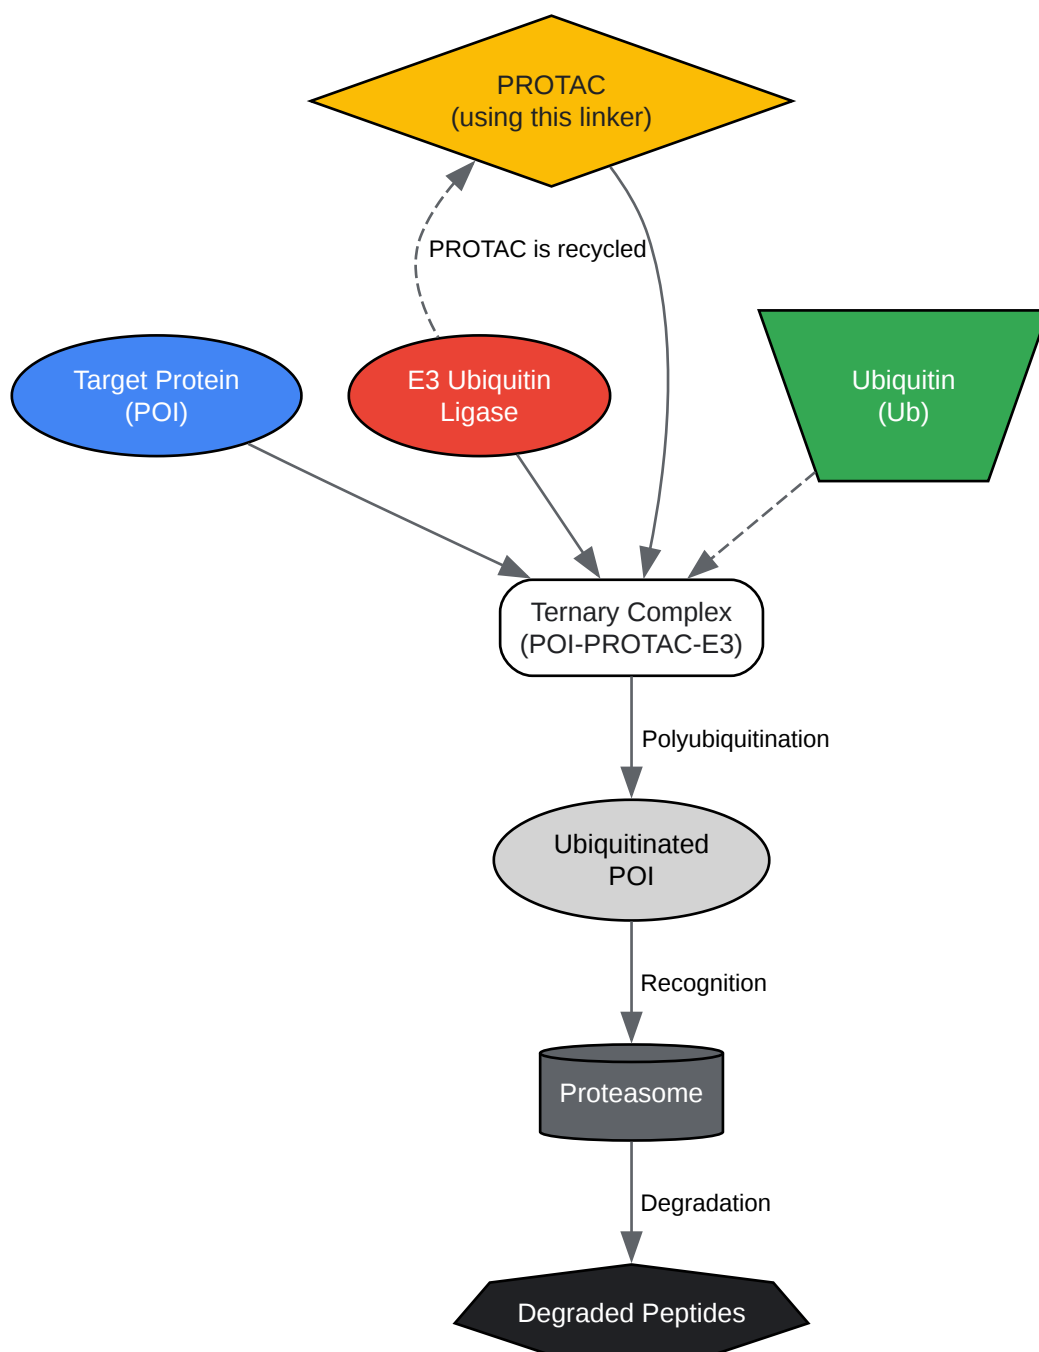 PROTAC
(using this linker)
PROTAC is recycled
Target Protein
(POI)
E3 Ubiquitin
Ligase
Ubiquitin
(Ub)
Ternary Complex
(POI-PROTAC-E3)
Polyubiquitination
Ubiquitinated
POI
Recognition
Proteasome
Degradation
Degraded Peptides